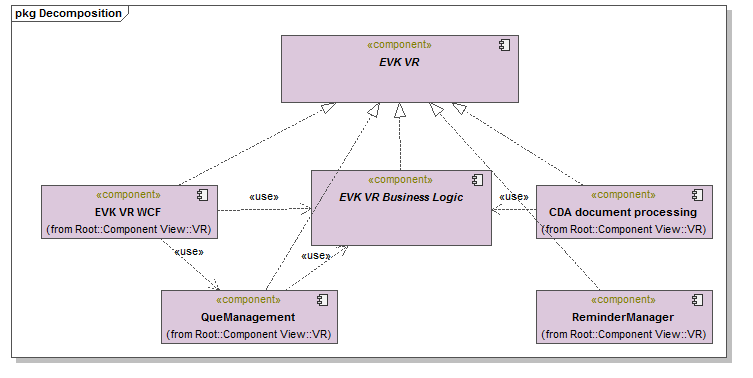 pkg Decomposition
«component»
EVK VR
«component»
EVK VR WCF
(from Root::Component View::VR)
«use»
«component»
EVK VR Business Logic
«use»
«component»
CDA document processing
(from Root::Component View::VR)
«use»
«use»
«component»
QueManagement
(from Root::Component View::VR)
«component»
ReminderManager
(from Root::Component View::VR)